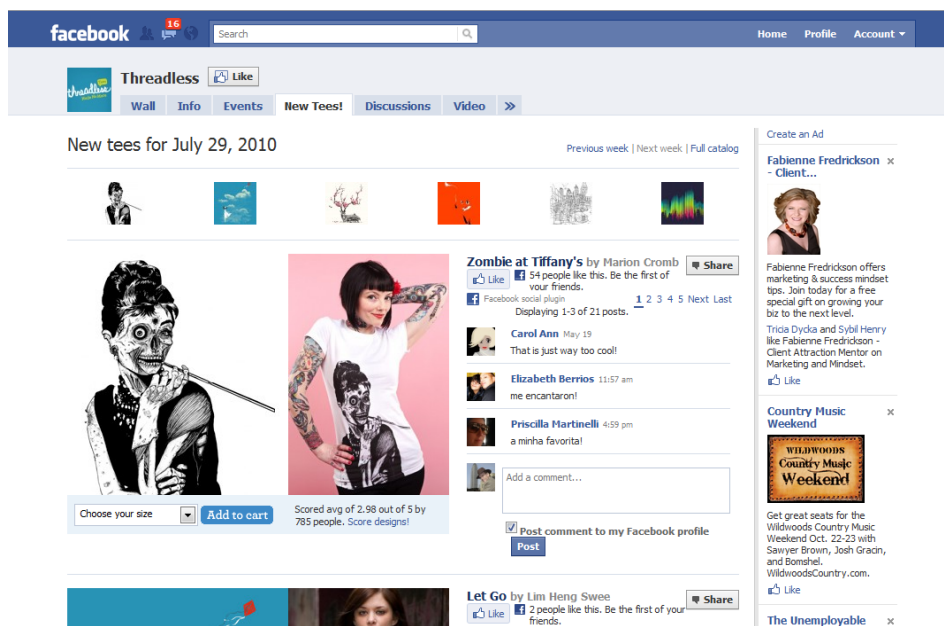 facebook
16
Search
Home Profile Account
threadless
Threadless Like
Wall Info Events New Tees! Discussions Video »
New tees for July 29, 2010
Previous week | Next week | Full catalog
Zombie at Tiffany's by Marion Cromb
Share
Like
54 people like this. Be the first of
your friends.
Facebook social plugin
1 2 3 4 5 Next Last
Displaying 1-3 of 21 posts.
Carol Ann May 19
That is just way too cool!
Elizabeth Berrios 11:57 am
me encantaron!
Priscilla Martinelli 4:59 pm
a minha favorita!
Add a comment...
Post comment to my Facebook profile
Post
Choose your size
Add to cart
Scored avg of 2.98 out of 5 by
785 people. Score designs!
Let Go by Lim Heng Swee
Share
Like
2 people like this. Be the first of your
friends.
Create an Ad
Fabienne Fredrickson
- Client...
Fabienne Fredrickson offers
marketing & success mindset
tips. Join today for a free
special gift on growing your
biz to the next level.
Tricia Dycka and Sybil Henry
like Fabienne Fredrickson -
Client Attraction Mentor on
Marketing and Mindset.
Like
Country Music
Weekend
WILDWOODS
Country Music
Weekend
Get great seats for the
Wildwoods Country Music
Weekend Oct. 22-23 with
Sawyer Brown, Josh Gracin,
and Bomshel.
WildwoodsCountry.com.
Like
The Unemployable